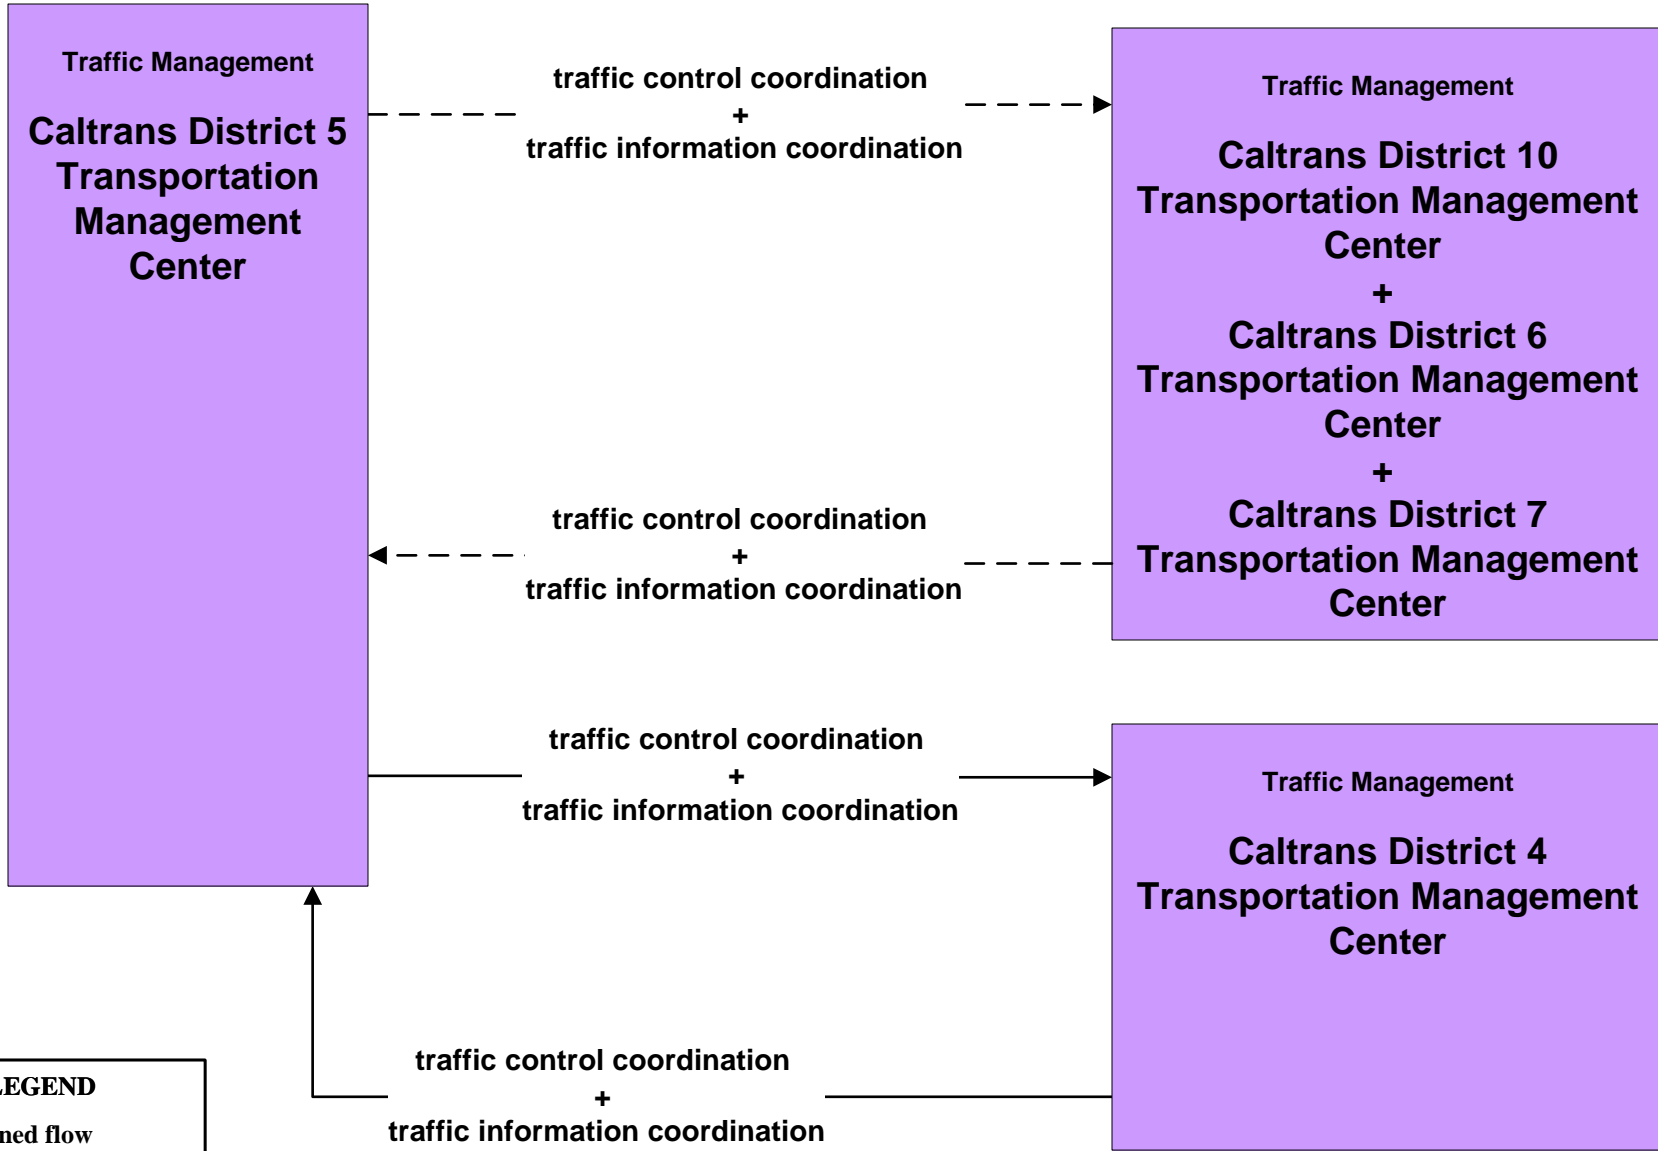 Traffic Management
Caltrans District 5
Transportation
Management
Center
traffic control coordination
+
traffic information coordination
Traffic Management
Caltrans District 10
Transportation Management
Center
+
Caltrans District 6
Transportation Management
Center
+
Caltrans District 7
Transportation Management
Center
traffic control coordination
+
traffic information coordination
traffic control coordination
+
traffic information coordination
Traffic Management
Caltrans District 4
Transportation Management
Center
traffic control coordination
+
traffic information coordination
LEGEND
flow